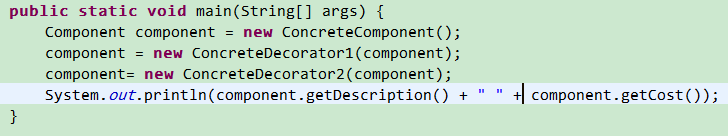 public static void main(String[] args) {
    Component component = new ConcreteComponent();
    component = new ConcreteDecorator1(component);
    component= new ConcreteDecorator2(component);
    System.out.println(component.getDescription() + " " + component.getCost());
}